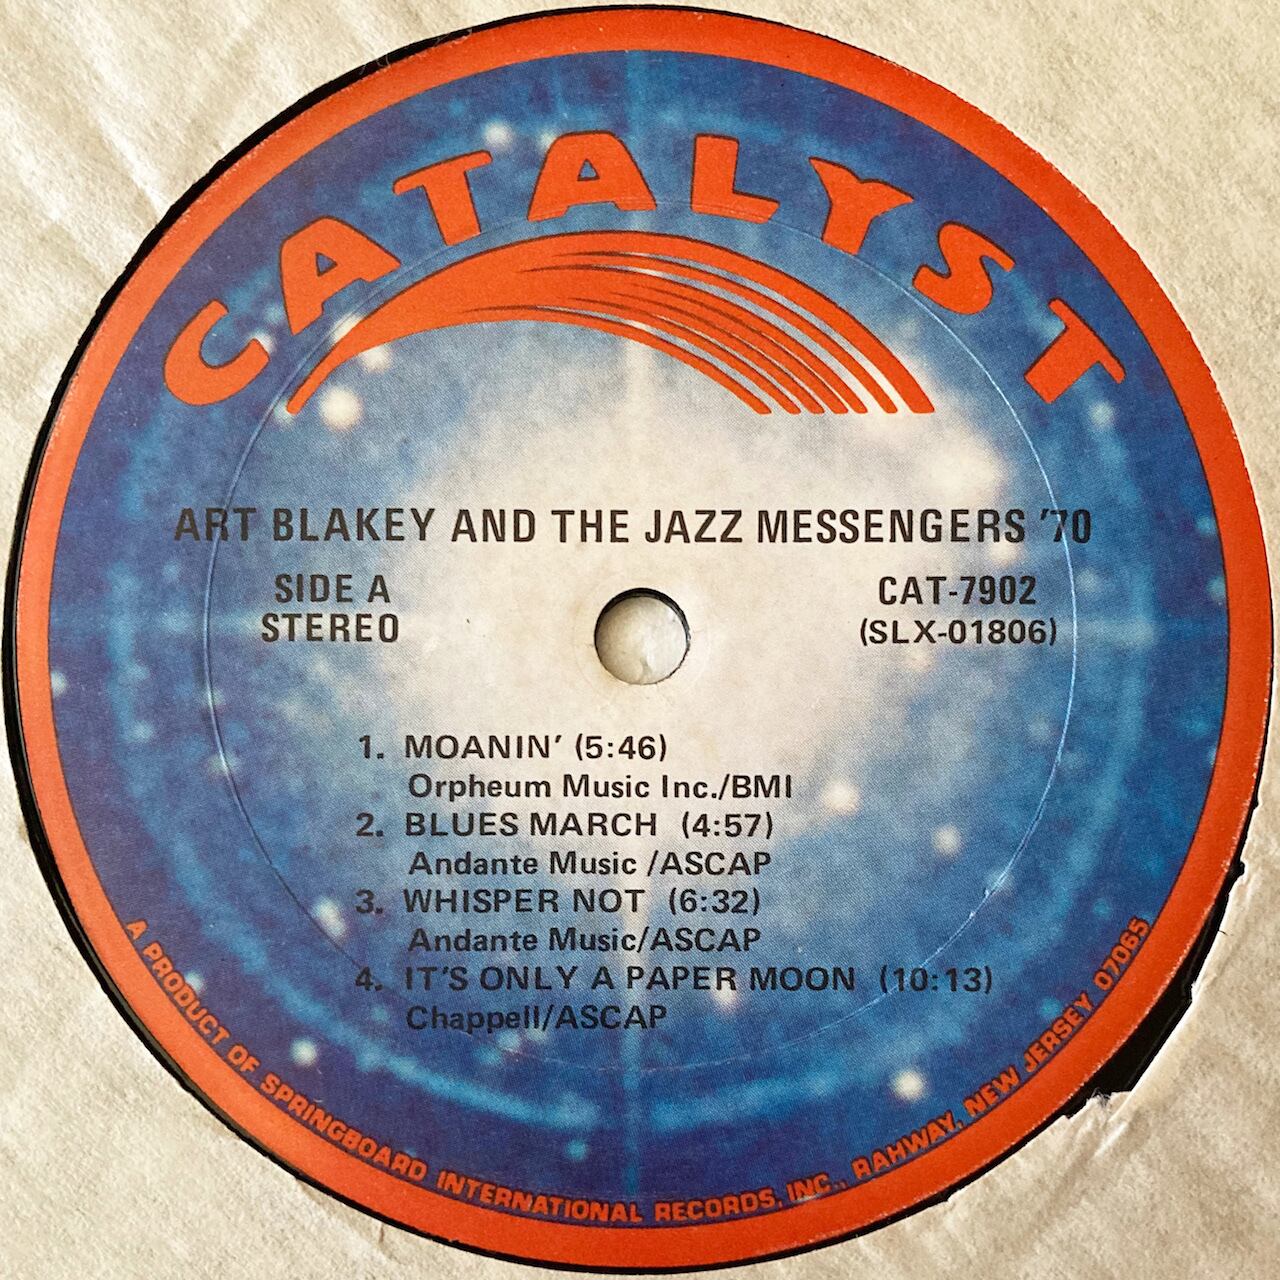 CATALYST
ART BLAKEY AND THE JAZZ MESSENGERS '70
SIDE A
STEREO
CAT-7902
(SLX-01806)
1. MOANIN' (5:46)
Orpheum Music Inc./BMI
2. BLUES MARCH (4:57)
Andante Music /ASCAP
3. WHISPER NOT (6:32)
Andante Music/ASCAP
4. IT'S ONLY A PAPER MOON (10:13)
Chappell/ASCAP
A PRODUCT OF SPRINGBOARD INTERNATIONAL RECORDS, INC., RAHWAY, NEW JERSEY 07065